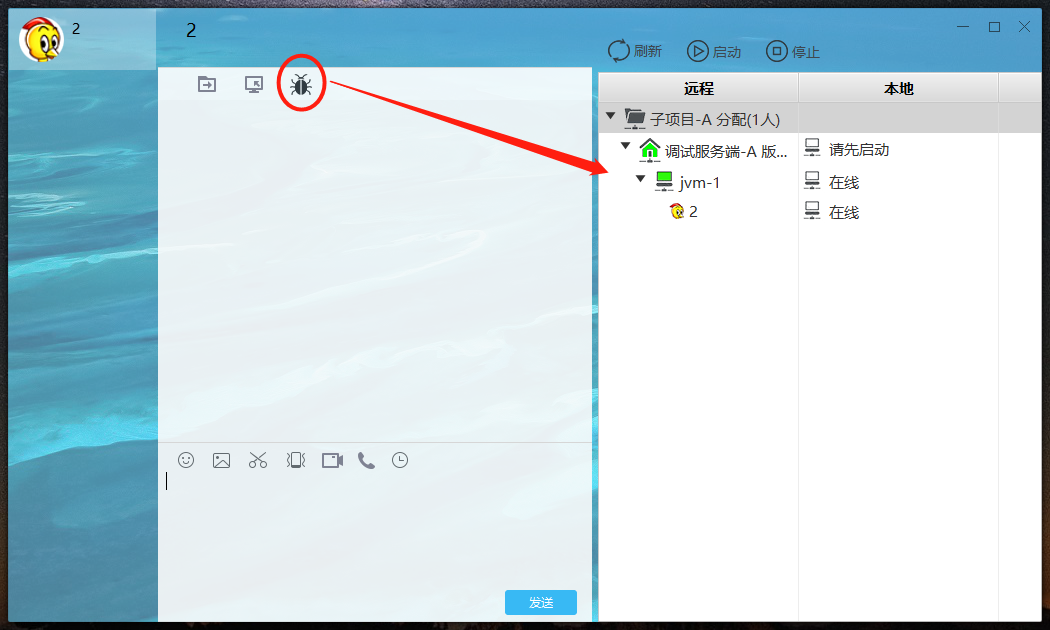 2
2
刷新 启动 停止
远程 本地
子项目-A 分配(1人)
调试服务端-A 版... 请先启动
jvm-1 在线
2 在线
发送